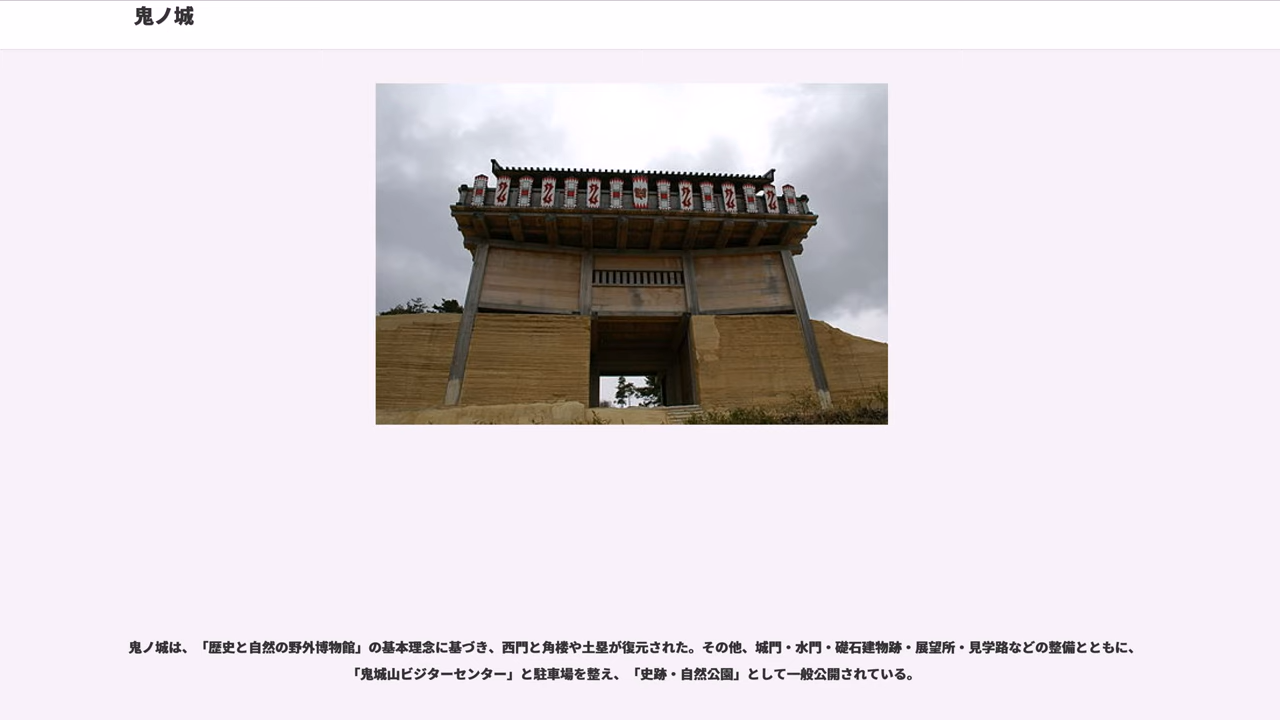 鬼ノ城
鬼ノ城は、「歴史と自然の野外博物館」の基本理念に基づき、西門と角楼や土塁が復元された。その他、城門・水門・礎石建物跡・展望所・見学路などの整備とともに、
「鬼城山ビジターセンター」と駐車場を整え、「史跡・自然公園」として一般公開されている。